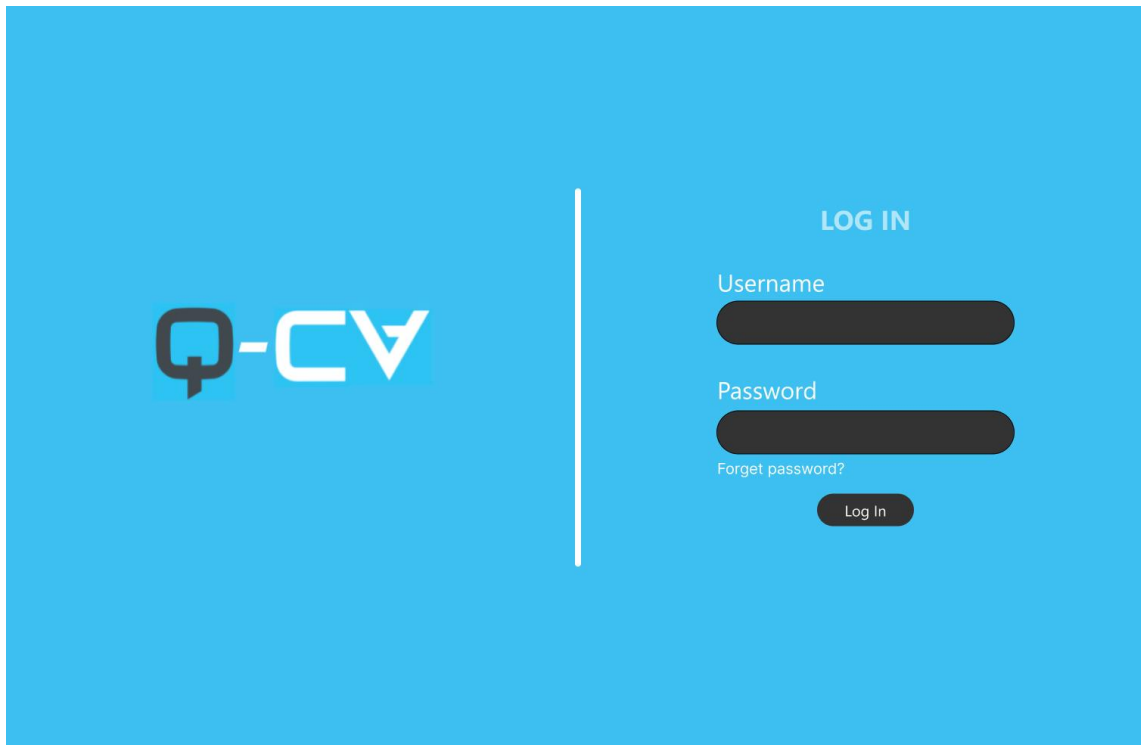 Q-CV
LOG IN
Username
Password
Forget password?
Log In